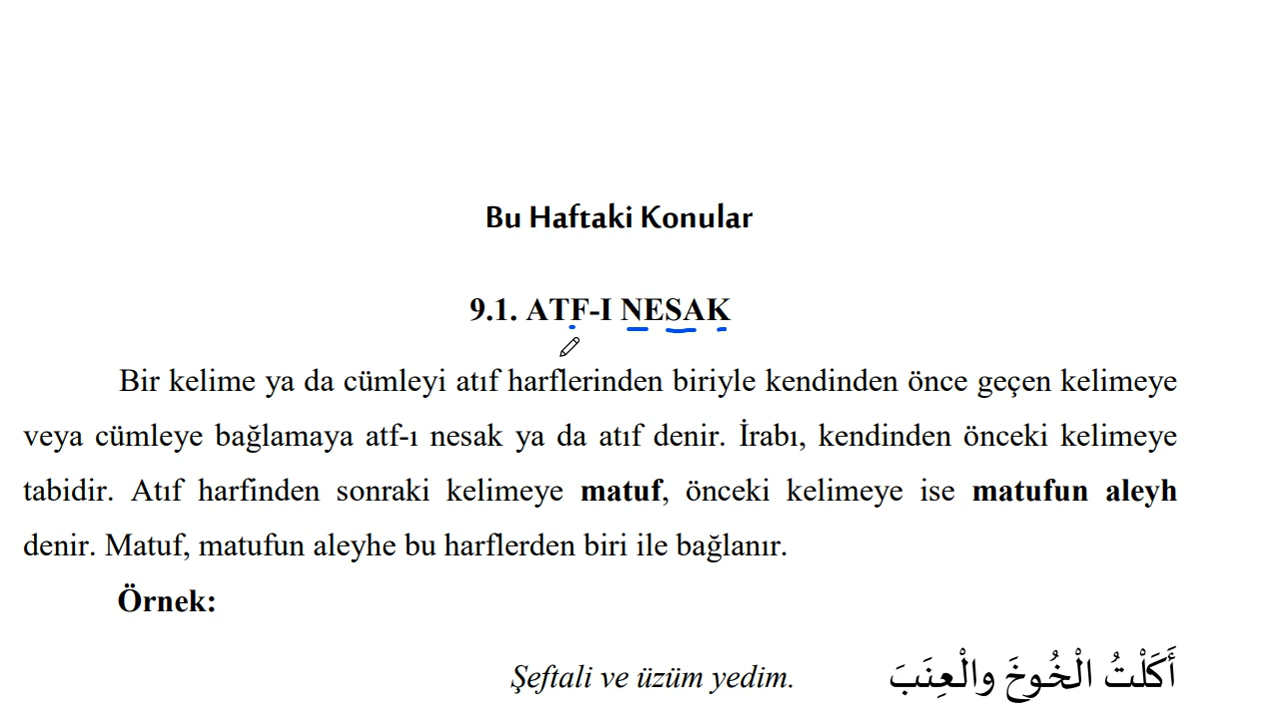 Bu Haftaki Konular
9.1. ATF-I NESAK
Bir kelime ya da cümleyi atıf harflerinden biriyle kendinden önce geçen kelimeye
veya cümleye bağlamaya atf-ı nesak ya da atıf denir. İrabı, kendinden önceki kelimeye
tabidir. Atıf harfinden sonraki kelimeye matuf, önceki kelimeye ise matufun aleyh
denir. Matuf, matufun aleyhe bu harflerden biri ile bağlanır.
Örnek:
Şeftali ve üzüm yedim. أَكَلْتُ الْخُوخَ والْعِنَبَ